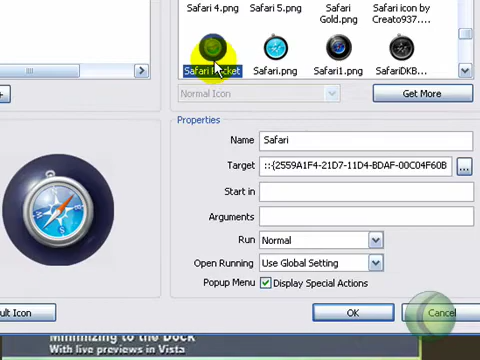 Safari 4.png
Safari 5.png
Safari Gold.png
Safari icon by Creato937....
Safari Pocket
Safari.png
Safari1.png
SafariDKB...
Normal Icon
Get More
Properties
Name
Safari
Target
::{2559A1F4-21D7-11D4-BDAF-00C04F60B
...
Start in
Arguments
Run
Normal
Open Running
Use Global Setting
Popup Menu
Display Special Actions
ult Icon
OK
Cancel
Minimizing to the Dock
With live previews in Vista